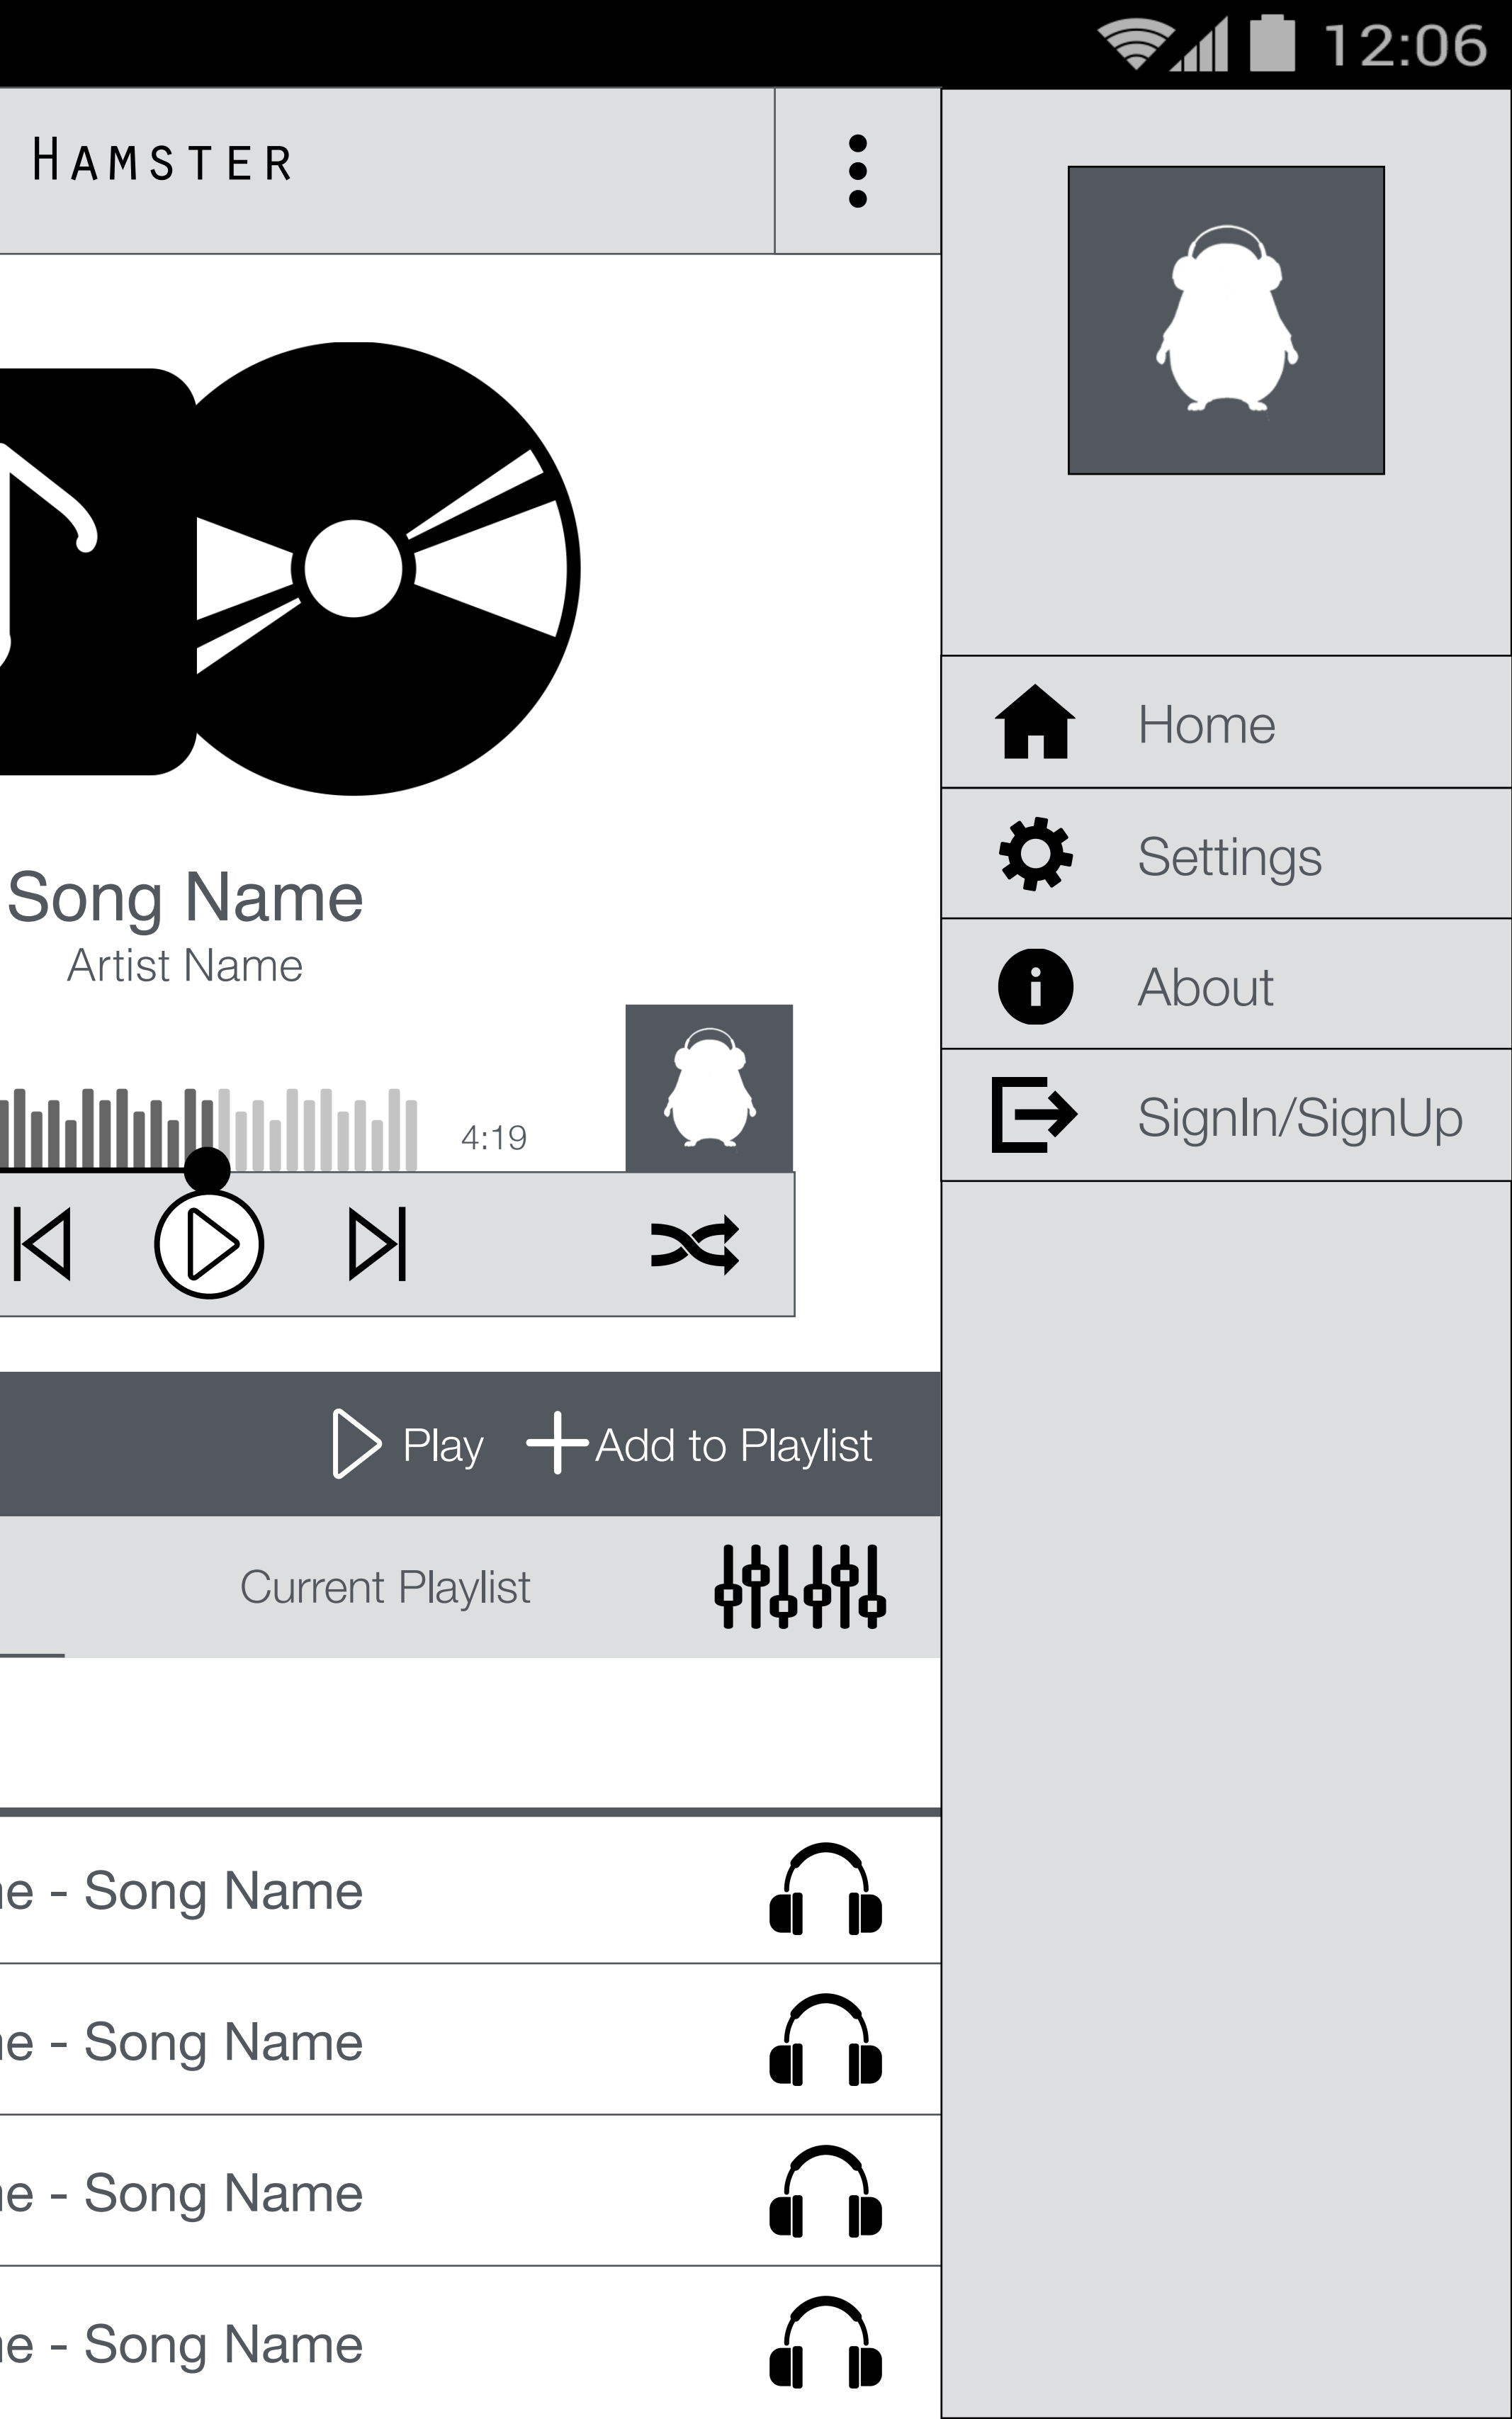 12:06
HAMSTER
Home
Settings
Song Name
Artist Name
About
4:19
SignIn/SignUp
Play
Add to Playlist
Current Playlist
e - Song Name
e - Song Name
e - Song Name
e - Song Name